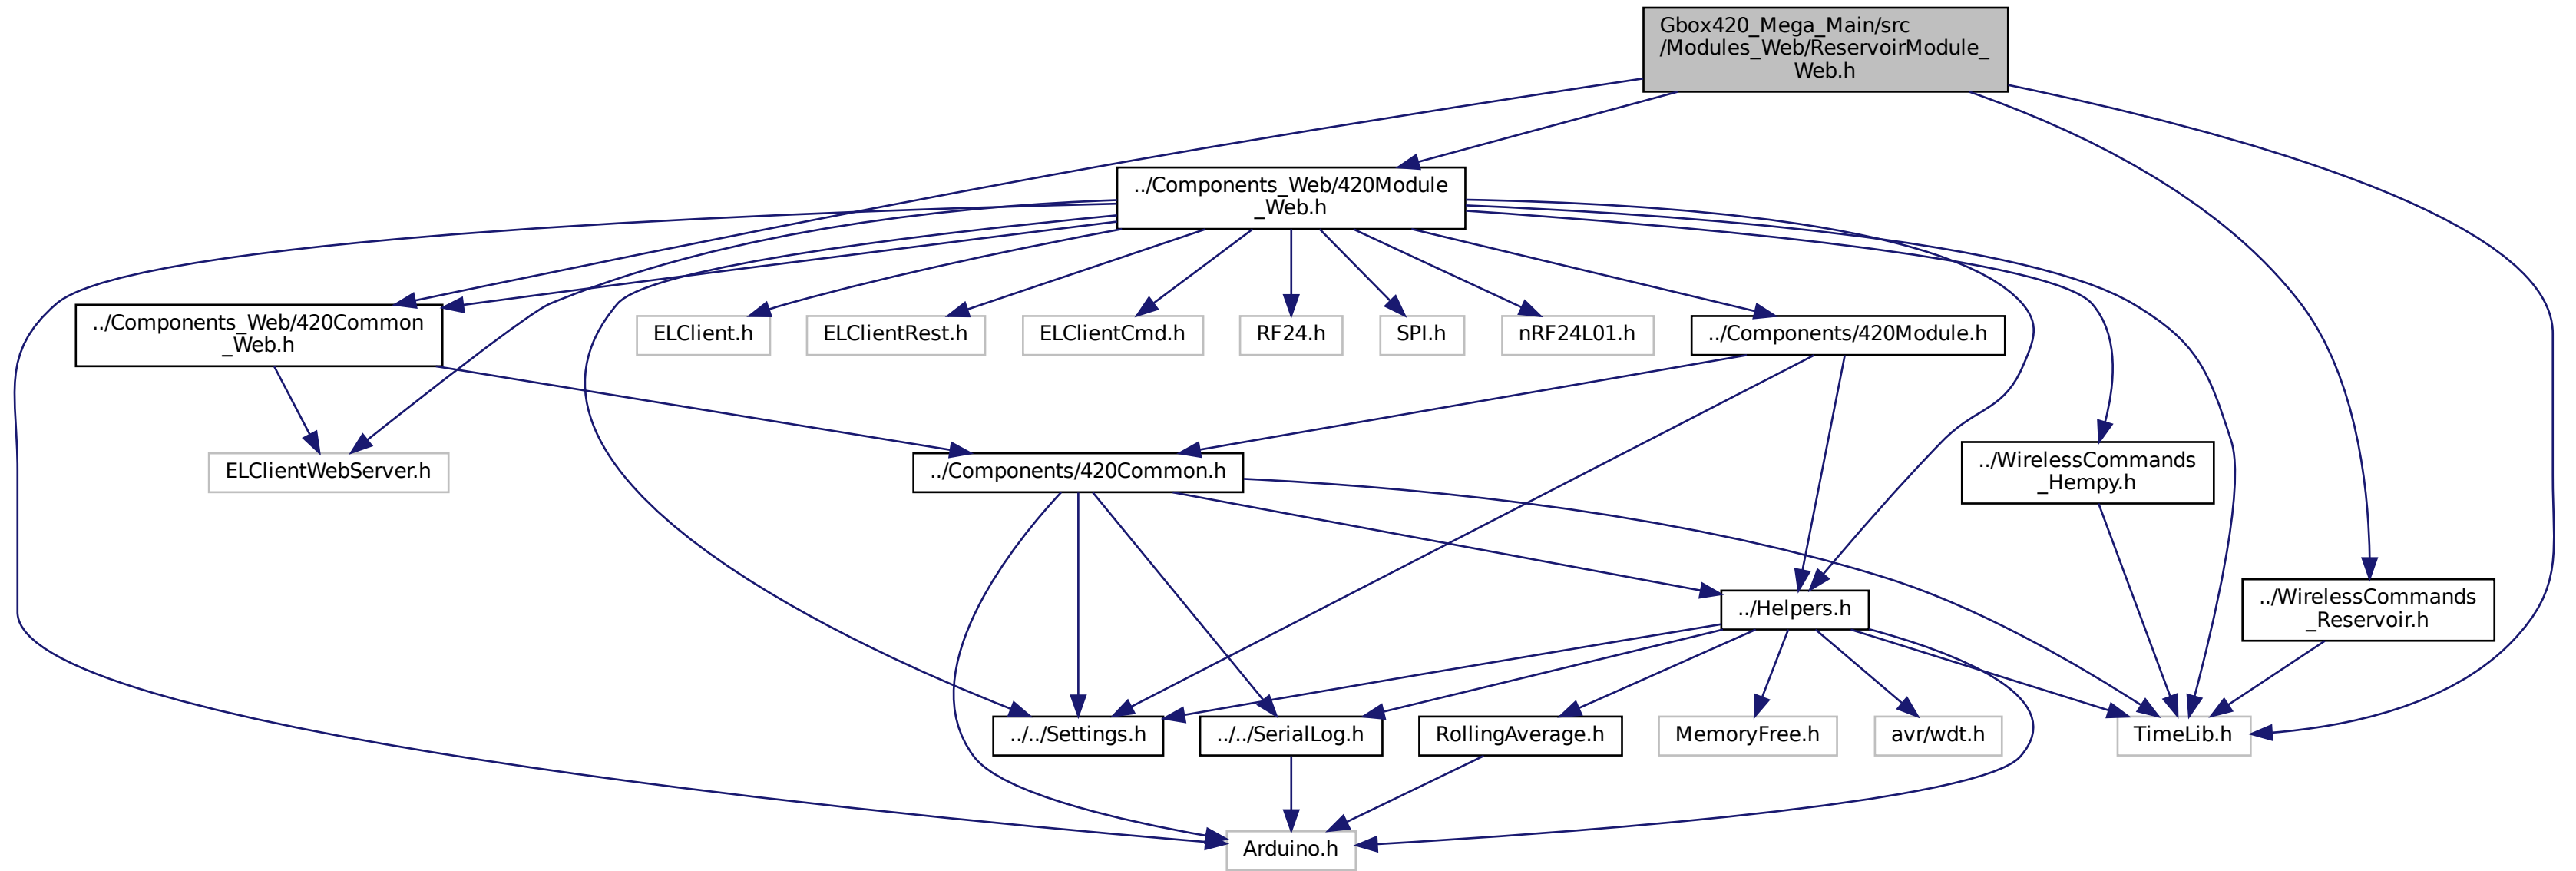 Gbox420_Mega_Main/src
/Modules_Web/ReservoirModule_
Web.h
../Components_Web/420Module
_Web.h
../Components_Web/420Common
_Web.h
ELClient.h
ELClientRest.h
ELClientCmd.h
RF24.h
SPI.h
nRF24L01.h
../Components/420Module.h
ELClientWebServer.h
../Components/420Common.h
../WirelessCommands
_Hempy.h
../Helpers.h
../WirelessCommands
_Reservoir.h
../../Settings.h
../../SerialLog.h
RollingAverage.h
MemoryFree.h
avr/wdt.h
TimeLib.h
Arduino.h